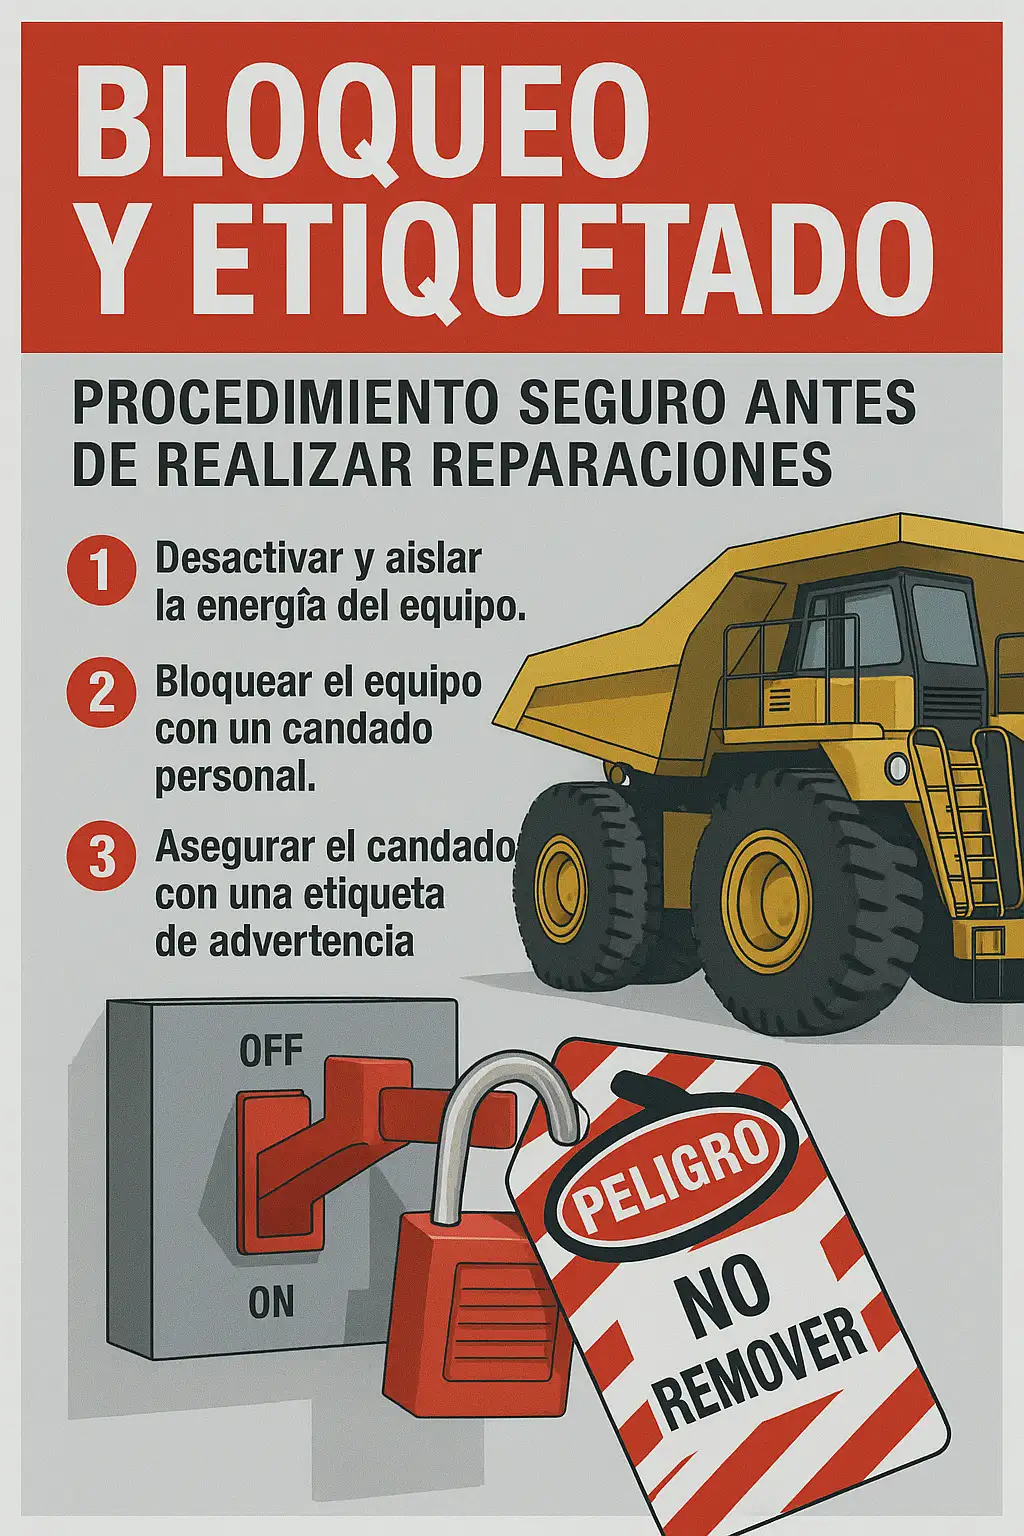 BLOQUEO
Y ETIQUETADO
PROCEDIMIENTO SEGURO ANTES
DE REALIZAR REPARACIONES
1 Desactivar y aislar
la energía del equipo.
2 Bloquear el equipo
con un candado
personal.
3 Asegurar el candado
con una etiqueta
de advertencia
OFF
ON
PELIGRO
NO
REMOVER